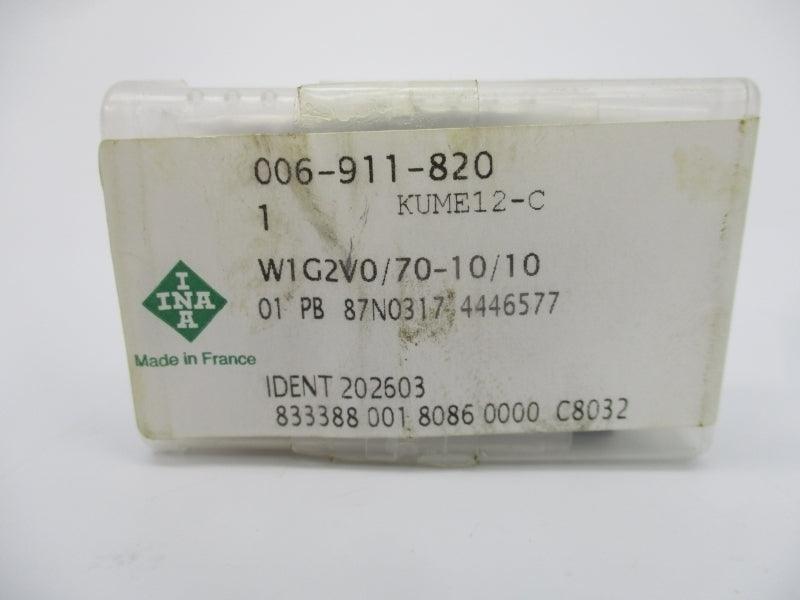 006-911-820
1 KUME12-C
W1G2V0/70-10/10
01 PB 87N0317 4446577
INA
INA
Made in France
IDENT 202603
833388 001 8086 0000 C8032